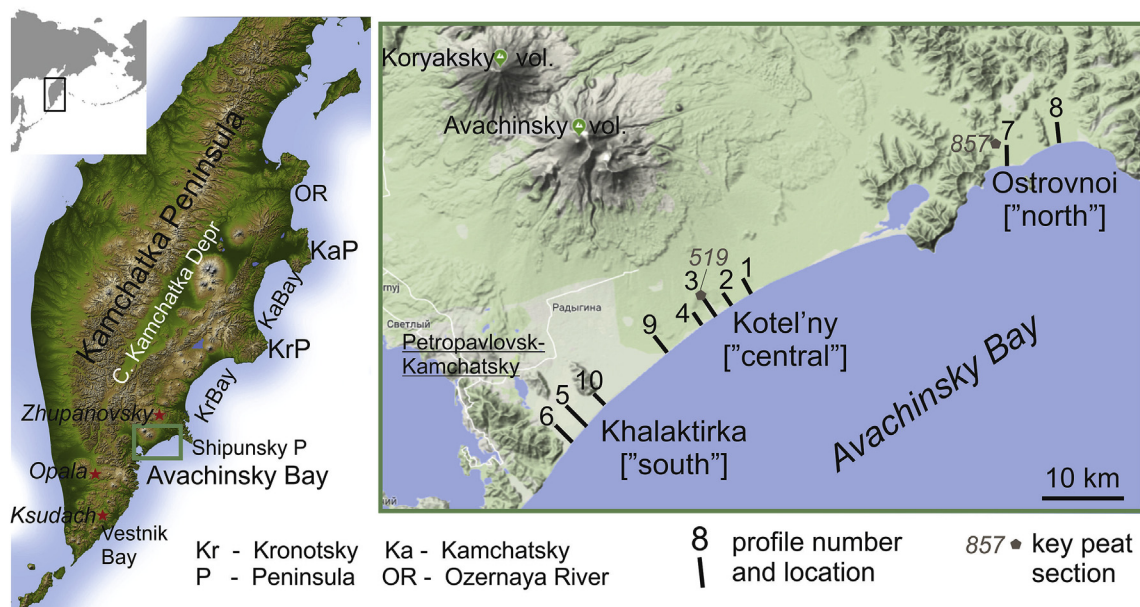 Kamchatka Peninsula
C. Kamchatka Depr
OR
KaP
KaBay
KrP
KrBay
Zhupanovsky
Shipunsky P
Avachinsky Bay
Opala
Ksudach
Vestnik
Bay
Koryaksky vol.
Avachinsky vol.
857
7
8
Ostrovnoi
["north"]
519
3
2
1
4
9
Kotel'ny
["central"]
Радыгина
Светлый
Petropavlovsk-
Kamchatsky
5
10
6
Khalaktirka
["south"]
Avachinsky Bay
10 km
Kr - Kronotsky Ka - Kamchatsky
P - Peninsula OR - Ozernaya River
8 profile number
and location
857 key peat
section